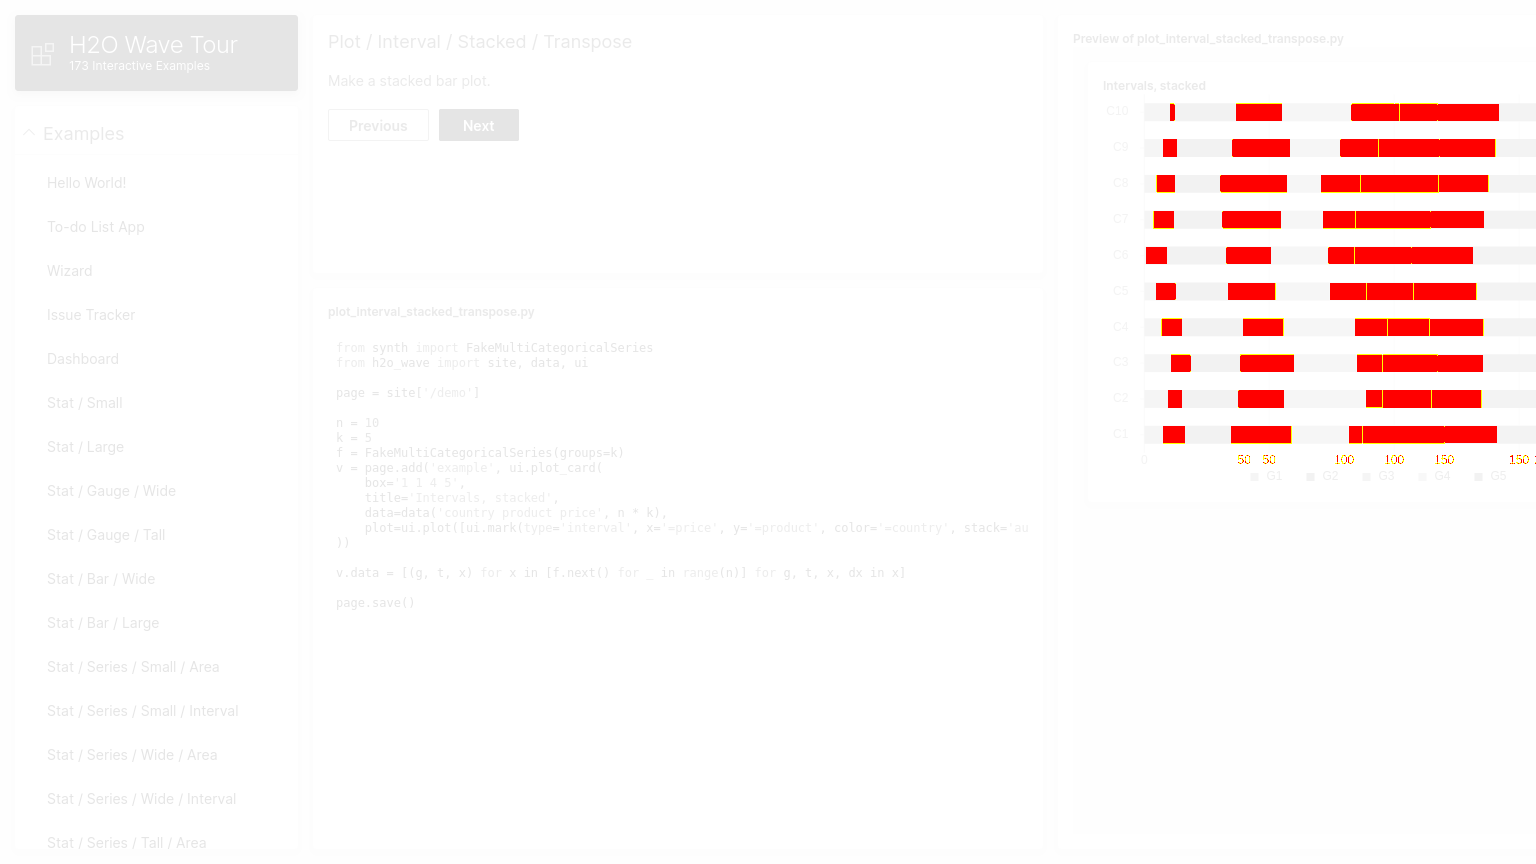 H2O Wave Tour
173 Interactive Examples
Examples
Hello World!
To-do List App
Wizard
Issue Tracker
Dashboard
Stat / Small
Stat / Large
Stat / Gauge / Wide
Stat / Gauge / Tall
Stat / Bar / Wide
Stat / Bar / Large
Stat / Series / Small / Area
Stat / Series / Small / Interval
Stat / Series / Wide / Area
Stat / Series / Wide / Interval
Stat / Series / Tall / Area
Plot / Interval / Stacked / Transpose
Make a stacked bar plot.
Previous
Next
plot_interval_stacked_transpose.py
from synth import FakeMultiCategoricalSeries
from h2o_wave import site, data, ui
page = site['/demo']
n = 10
k = 5
f = FakeMultiCategoricalSeries(groups=k)
v = page.add('example', ui.plot_card(
box='1 1 4 5',
title='Intervals, stacked',
data=data('country product price', n * k),
plot=ui.plot([ui.mark(type='interval', x='=price', y='=product', color='=country', stack='au
))
v.data = [(g, t, x) for x in [f.next() for _ in range(n)] for g, t, x, dx in x]
page.save()
Preview of plot_interval_stacked_transpose.py
Intervals, stacked
C10
C9
C8
C7
C6
C5
C4
C3
C2
C1
0 50 50 100 100 150 150
G1 G2 G3 G4 G5